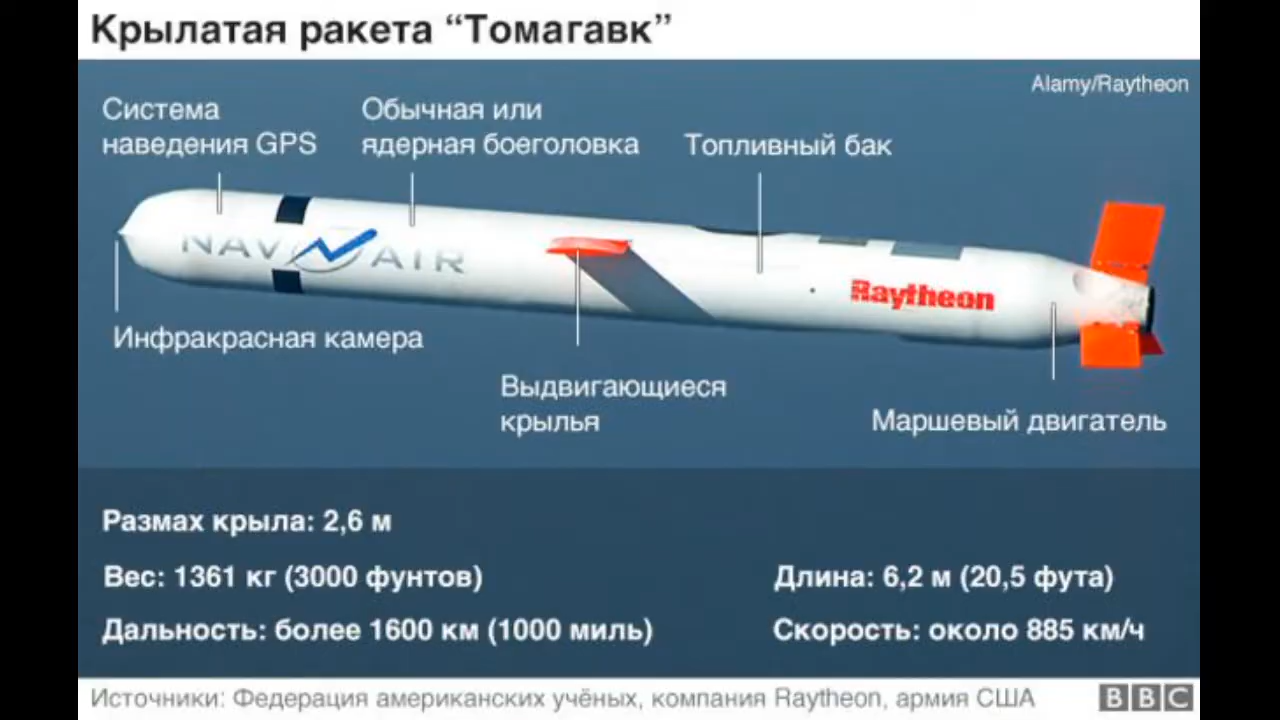 Крылатая ракета “Томагавк”
Alamy/Raytheon
Система
наведения GPS
Обычная или
ядерная боеголовка
Топливный бак
NAV AIR
Raytheon
Инфракрасная камера
Выдвигающиеся
крылья
Маршевый двигатель
Размах крыла: 2,6 м
Вес: 1361 кг (3000 фунтов)
Длина: 6,2 м (20,5 фута)
Дальность: более 1600 км (1000 миль)
Скорость: около 885 км/ч
Источники: Федерация американских учёных, компания Raytheon, армия США
BBC